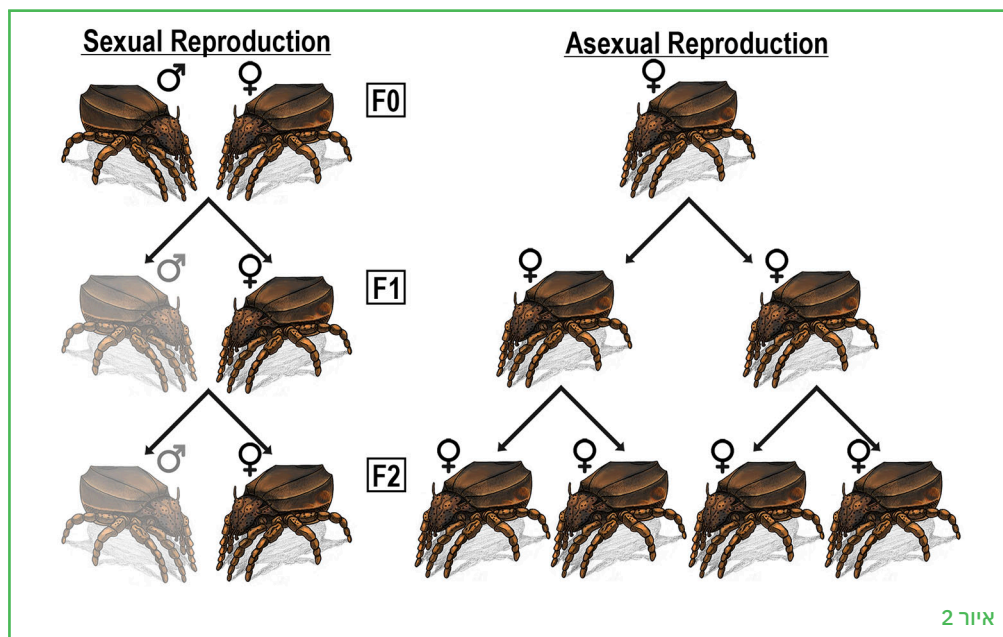 Sexual Reproduction
Asexual Reproduction
♂ ♀
♀
F0
♂ ♀
F1
♀ ♀
♂ ♀
F2
♀ ♀ ♀ ♀
איור 2